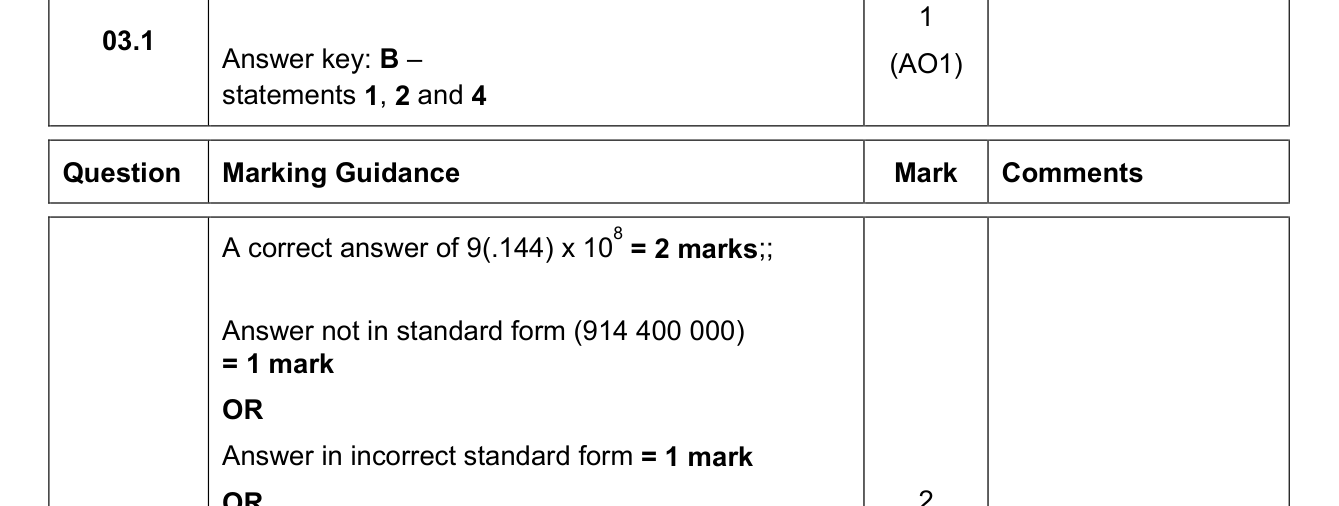 1
03.1
Answer key: B –
(AO1)
statements 1, 2 and 4
Question Marking Guidance Mark Comments
A correct answer of 9(.144) x 10⁸ = 2 marks;;
Answer not in standard form (914 400 000)
= 1 mark
OR
Answer in incorrect standard form = 1 mark
OR
2